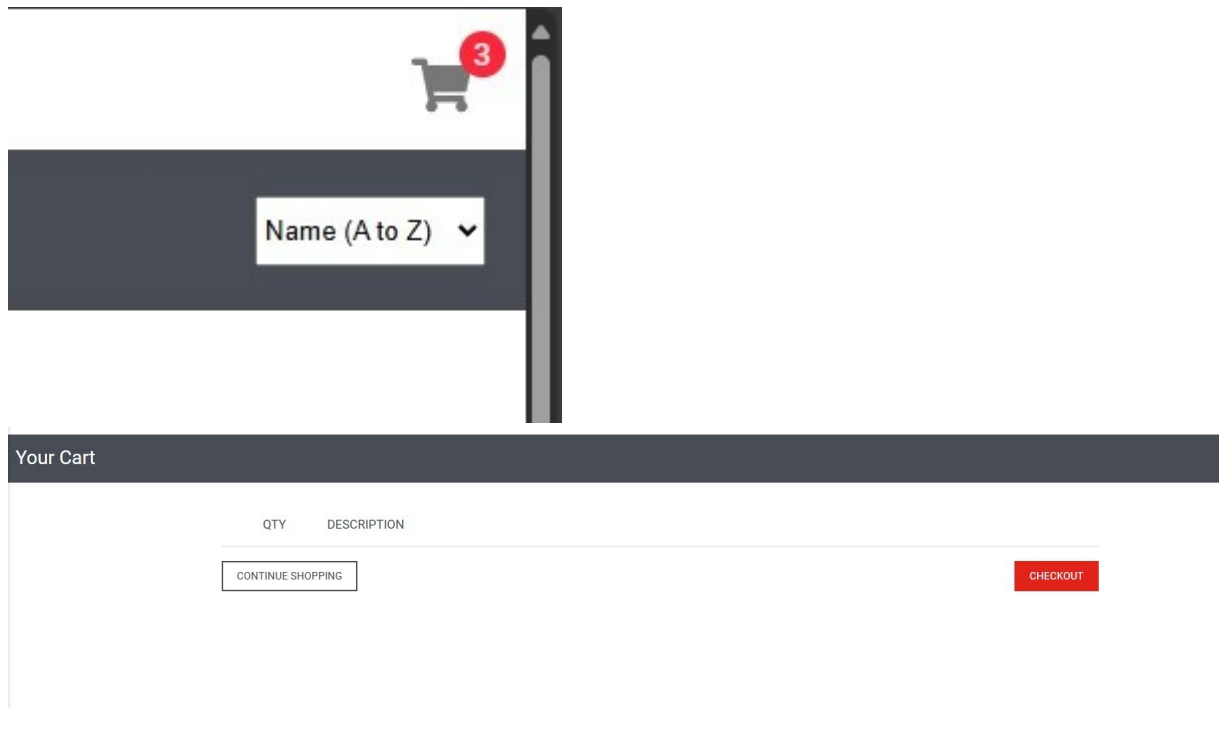 3
Name (A to Z)
Your Cart
QTY DESCRIPTION
CONTINUE SHOPPING CHECKOUT